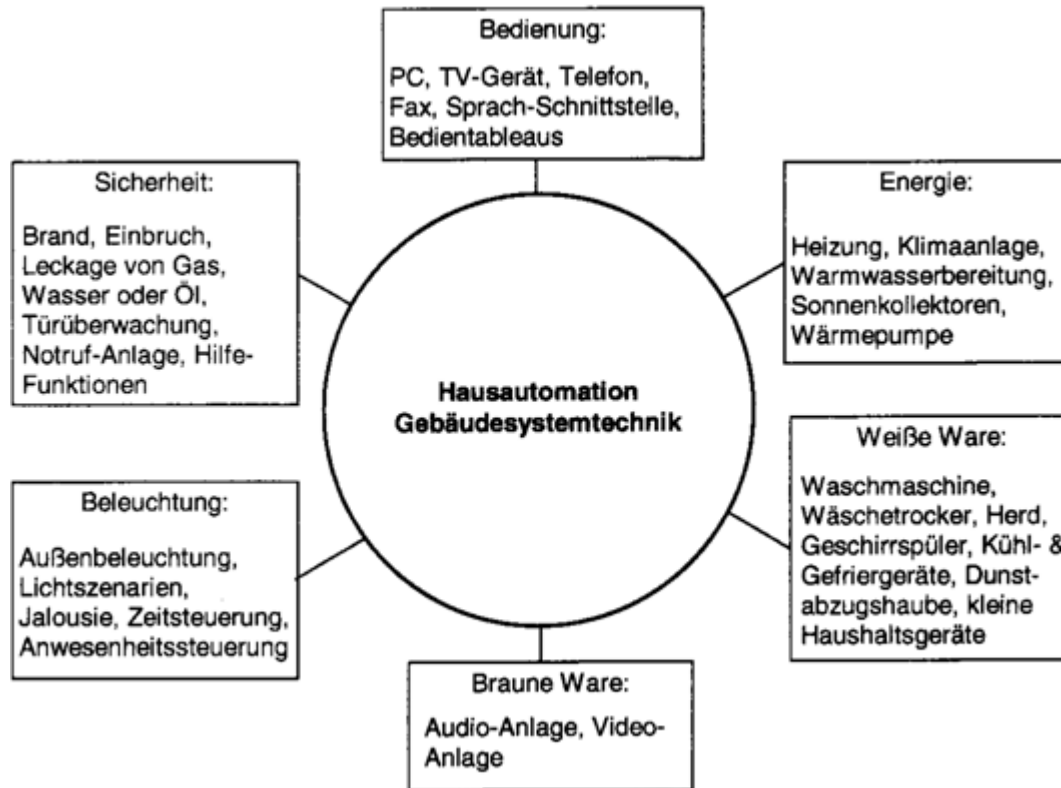 Bedienung:
PC, TV-Gerät, Telefon,
Fax, Sprach-Schnittstelle,
Bedientableaus
Sicherheit:
Brand, Einbruch,
Leckage von Gas,
Wasser oder Öl,
Türüberwachung,
Notruf-Anlage, Hilfe-
Funktionen
Energie:
Heizung, Klimaanlage,
Warmwasserbereitung,
Sonnenkollektoren,
Wärmepumpe
Hausautomation
Gebäudesystemtechnik
Weiße Ware:
Waschmaschine,
Wäschetrocker, Herd,
Geschirrspüler, Kühl- &
Gefriergeräte, Dunst-
abzugshaube, kleine
Haushaltsgeräte
Beleuchtung:
Außenbeleuchtung,
Lichtszenarien,
Jalousie, Zeitsteuerung,
Anwesenheitssteuerung
Braune Ware:
Audio-Anlage, Video-
Anlage